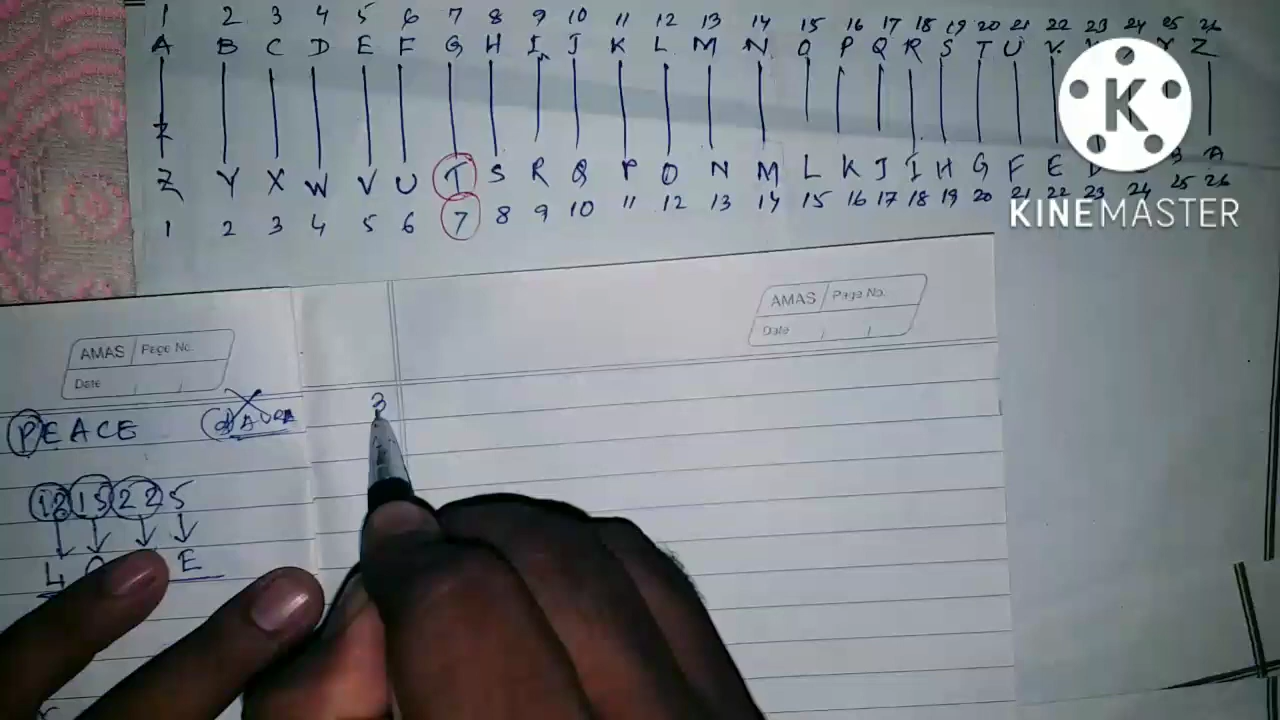 1 2 3 4 5 6 7 8 9 10 11 12 13 14 15 16 17 18 19 20 21 22 23 24 25 26
A B C D E F G H I J K L M N O P Q R S T U V Z
Z
Z Y X W V U T S R Q P O N M L K J I H G F E D B A
1 2 3 4 5 6 7 8 9 10 11 12 13 14 15 16 17 18 19 20 21 22 23 24 25 26
K
KINEMASTER
AMAS Page No.
Date
AMAS Page No.
Date
PEACE
3
12 15 22 5
L O E